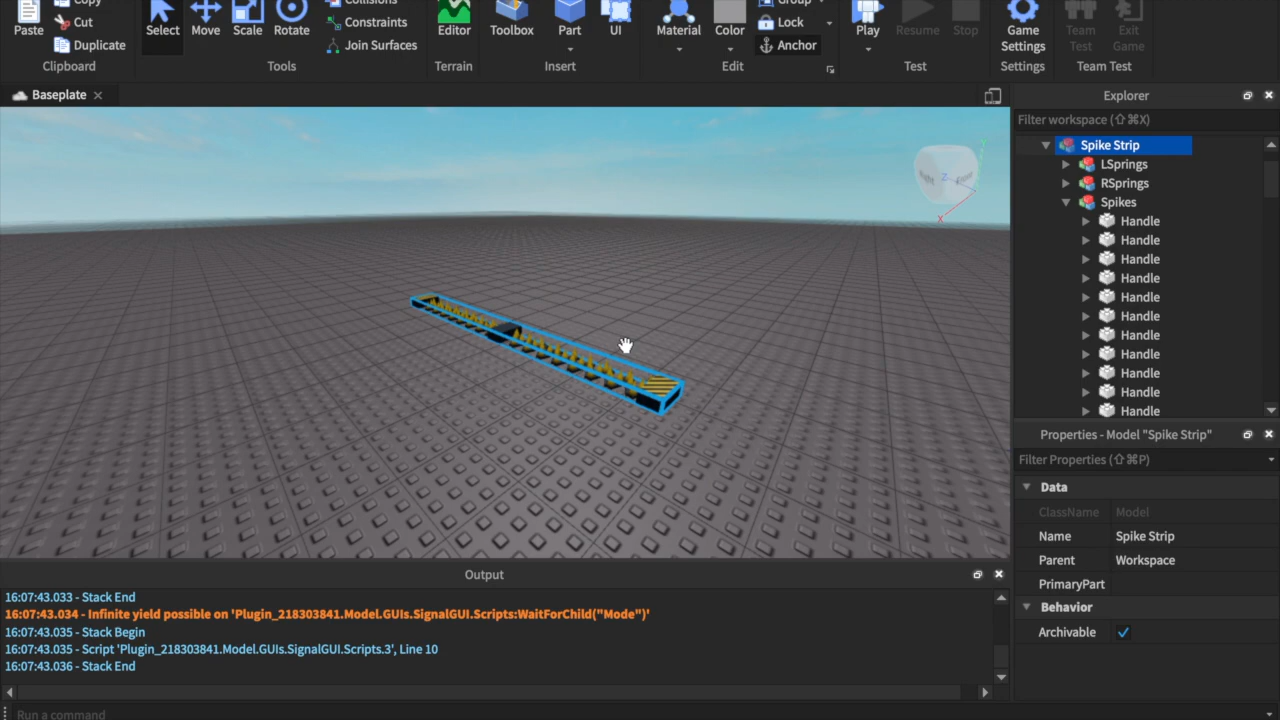 Copy
Collisions
Group
Paste
Cut
Select
Move
Scale
Rotate
Constraints
Editor
Toolbox
Part
UI
Material
Color
Lock
Play
Resume
Stop
Game
Settings
Team
Test
Exit
Game
Duplicate
Join Surfaces
Anchor
Clipboard
Tools
Terrain
Insert
Edit
Test
Settings
Team Test
Baseplate
Explorer
Filter workspace (⇧⌘X)
Spike Strip
LSprings
RSprings
Spikes
Handle
Handle
Handle
Handle
Handle
Handle
Handle
Handle
Handle
Handle
Handle
Right
Z
X
Properties - Model "Spike Strip"
Filter Properties (⇧⌘P)
Data
ClassName Model
Name Spike Strip
Parent Workspace
PrimaryPart
Behavior
Archivable
Output
16:07:43.033 - Stack End
16:07:43.034 - Infinite yield possible on 'Plugin_218303841.Model.GUIs.SignalGUI.Scripts:WaitForChild("Mode")'
16:07:43.035 - Stack Begin
16:07:43.035 - Script 'Plugin_218303841.Model.GUIs.SignalGUI.Scripts.3', Line 10
16:07:43.036 - Stack End
Run a command